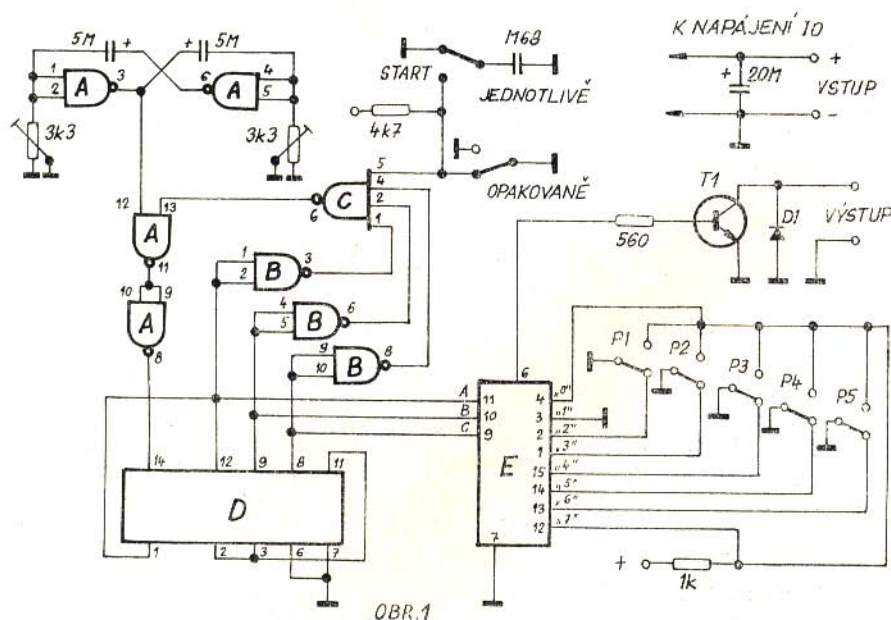 5M + + 5M
1 2 A 3
6 A 4 5
3k3 3k3
START
M68
JEDNOTLIVĚ
K NAPÁJENÍ IO
+
+ 20M
VSTUP
-
4k7
OPAKOVANĚ
5 4 2 1
C
6
12 13
A
11
10 9
A
8
1 2 B 3
4 5 B 6
9 10 B 8
T1
560
D1
VÝSTUP
6
A 11
B 10
C 9
E
7
4 „0"
3 „1"
2 „2"
1 „3"
15 „4"
14 „5"
13 „6"
12 „7"
P1
P2
P3
P4
P5
+ 1k
14 12 9 8 11
D
1 2 3 6 7
OBR.1